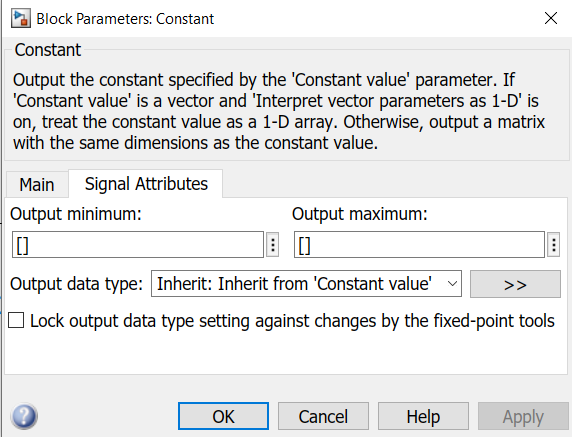 Block Parameters: Constant
Constant
Output the constant specified by the 'Constant value' parameter. If
'Constant value' is a vector and 'Interpret vector parameters as 1-D' is
on, treat the constant value as a 1-D array. Otherwise, output a matrix
with the same dimensions as the constant value.
Main Signal Attributes
Output minimum: Output maximum:
[] []
Output data type: Inherit: Inherit from 'Constant value' >>
Lock output data type setting against changes by the fixed-point tools
? OK Cancel Help Apply